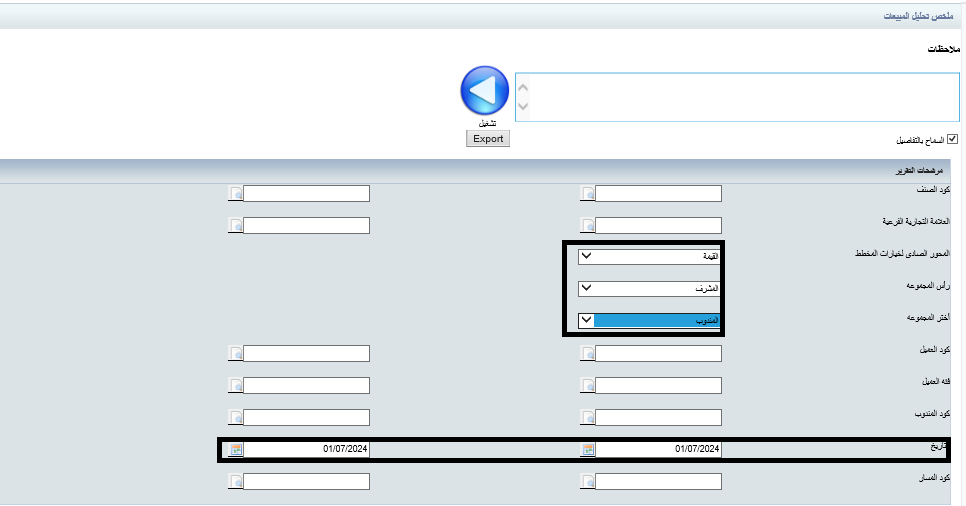 ملخص تحليل المبيعات
ملاحظات
تشغيل
Export
السماح بالتفاصيل
مرشحات التقرير
كود الصنف
العلامة التجارية الفرعية
المحور الصادى لخيارات المخطط
القيمة
رأس المجموعه
المشرف
أختر المجموعه
المندوب
كود العميل
فئه العميل
كود المندوب
تاريخ
01/07/2024
01/07/2024
كود المسار